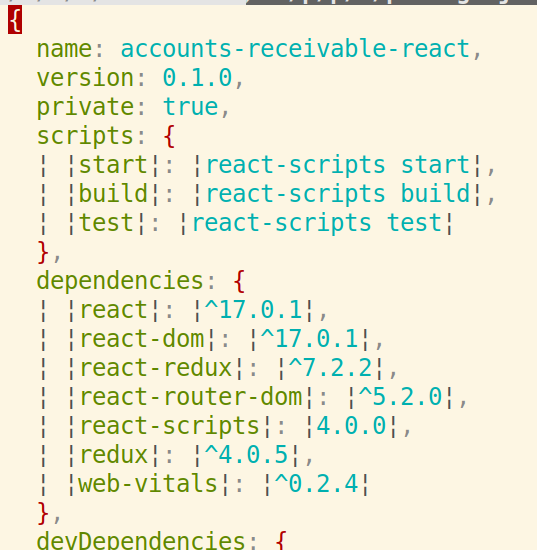 {
name: accounts-receivable-react,
version: 0.1.0,
private: true,
scripts: {
¦ ¦start¦: ¦react-scripts start¦,
¦ ¦build¦: ¦react-scripts build¦,
¦ ¦test¦: ¦react-scripts test¦
},
dependencies: {
¦ ¦react¦: ¦^17.0.1¦,
¦ ¦react-dom¦: ¦^17.0.1¦,
¦ ¦react-redux¦: ¦^7.2.2¦,
¦ ¦react-router-dom¦: ¦^5.2.0¦,
¦ ¦react-scripts¦: ¦4.0.0¦,
¦ ¦redux¦: ¦^4.0.5¦,
¦ ¦web-vitals¦: ¦^0.2.4¦
},
devDependencies: {